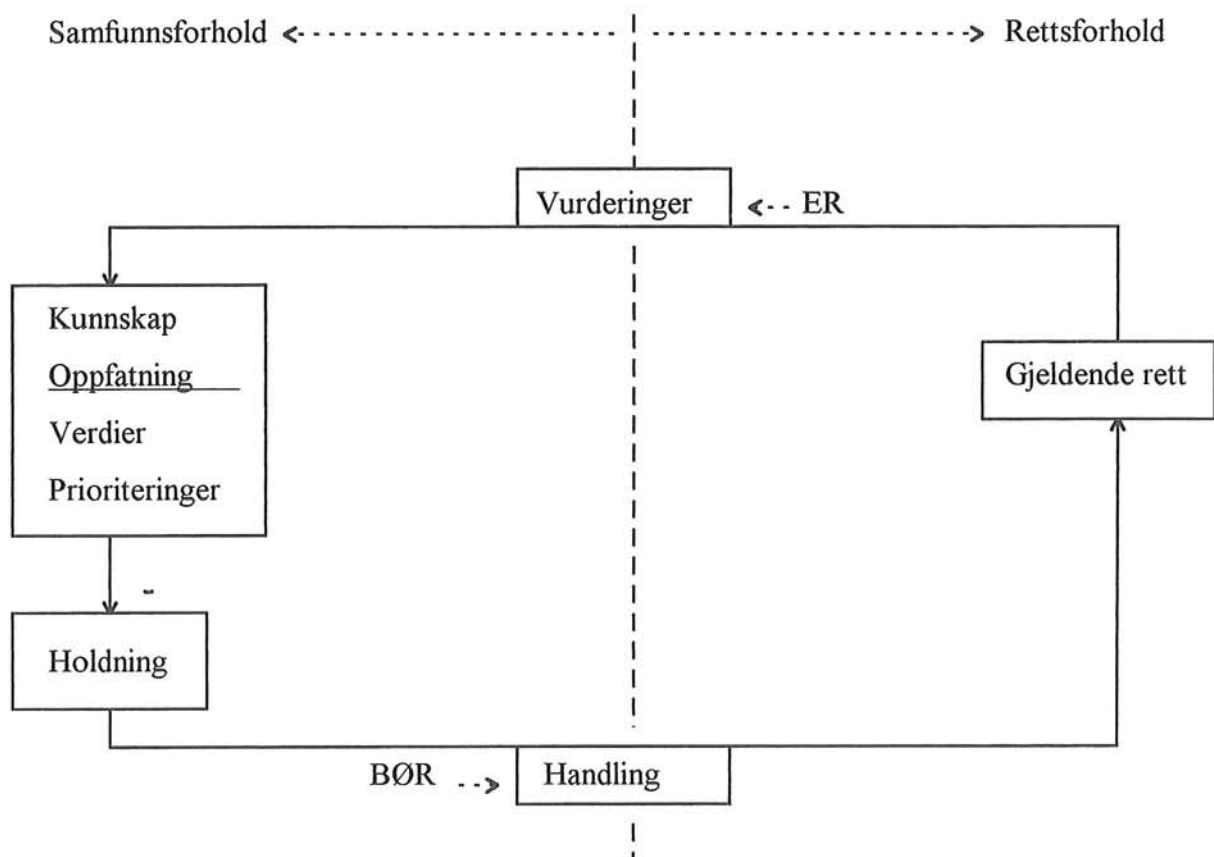 Samfunnsforhold
Rettsforhold
Vurderinger
ER
Kunnskap
Oppfatning
Verdier
Prioriteringer
Gjeldende rett
Holdning
BØR
Handling